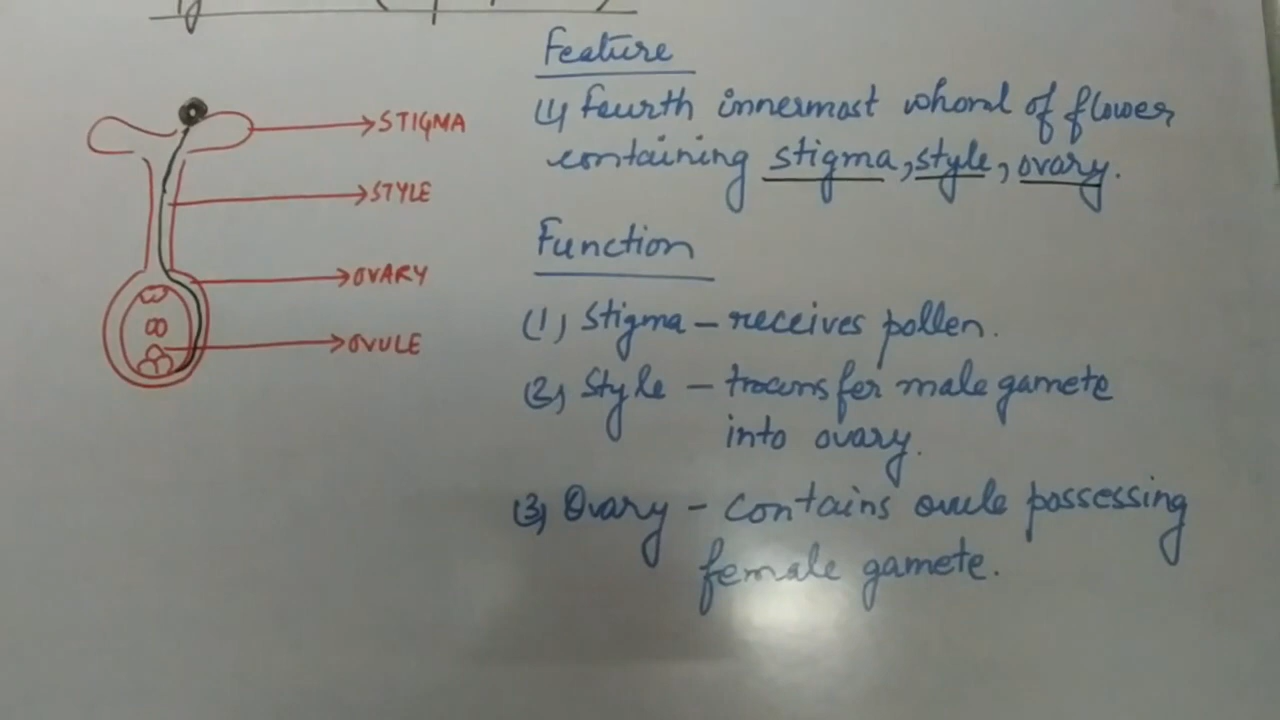 STIGMA
STYLE
OVARY
OVULE
Feature
(1) Fourth innermost whoral of flower
containing stigma, style, ovary.
Function
(1) Stigma – receives pollen.
(2) Style – transfer male gamete
into ovary.
(3) Ovary – contains ovule possessing
female gamete.